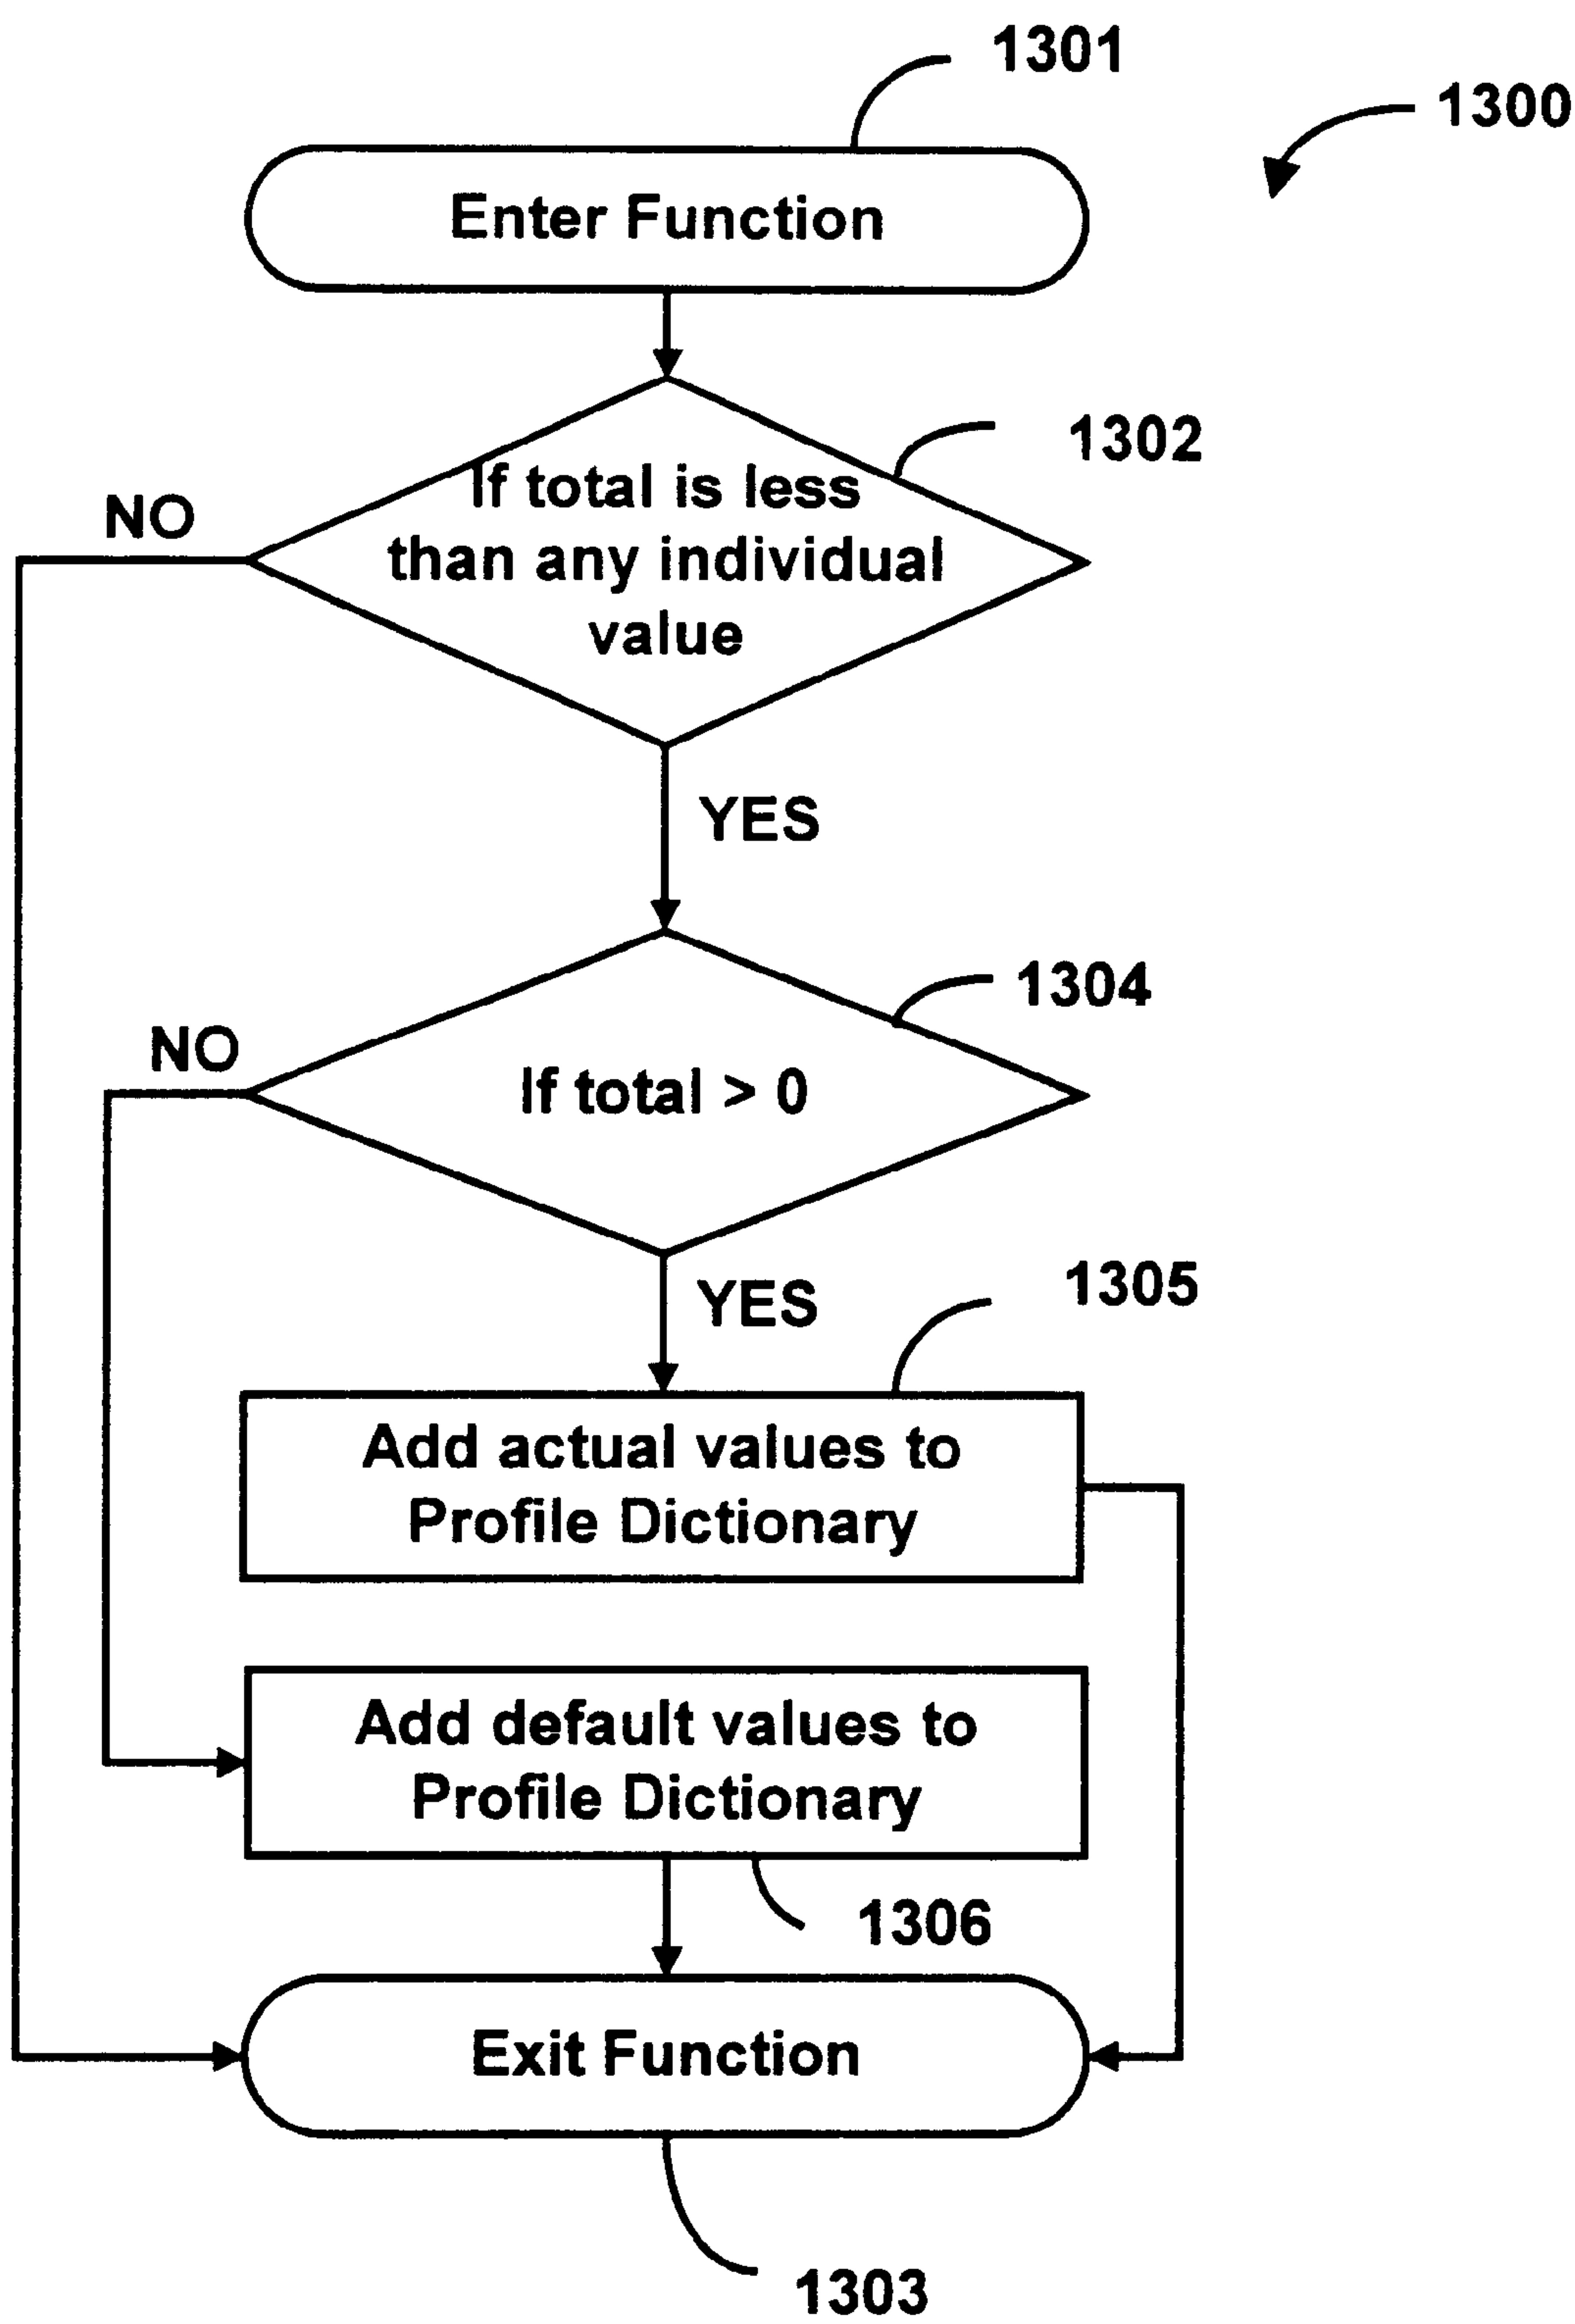 1301
1300
Enter Function
1302
If total is less
than any individual
value
NO
YES
1304
NO
If total > 0
YES
1305
Add actual values to
Profile Dictionary
Add default values to
Profile Dictionary
1306
Exit Function
1303